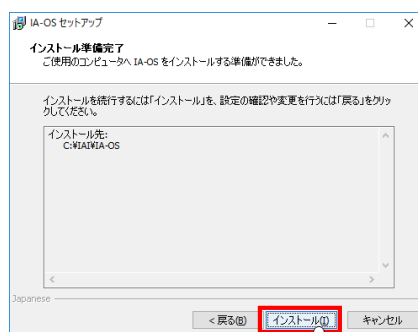 IA-OS セットアップ
インストール準備完了
ご使用のコンピュータへ IA-OS をインストールする準備ができました。
インストールを続行するには「インストール」を、設定の確認や変更を行うには「戻る」をクリッ
クしてください。
インストール先:
C:¥IAI¥IA-OS
Japanese
< 戻る(B)
インストール(I)
キャンセル